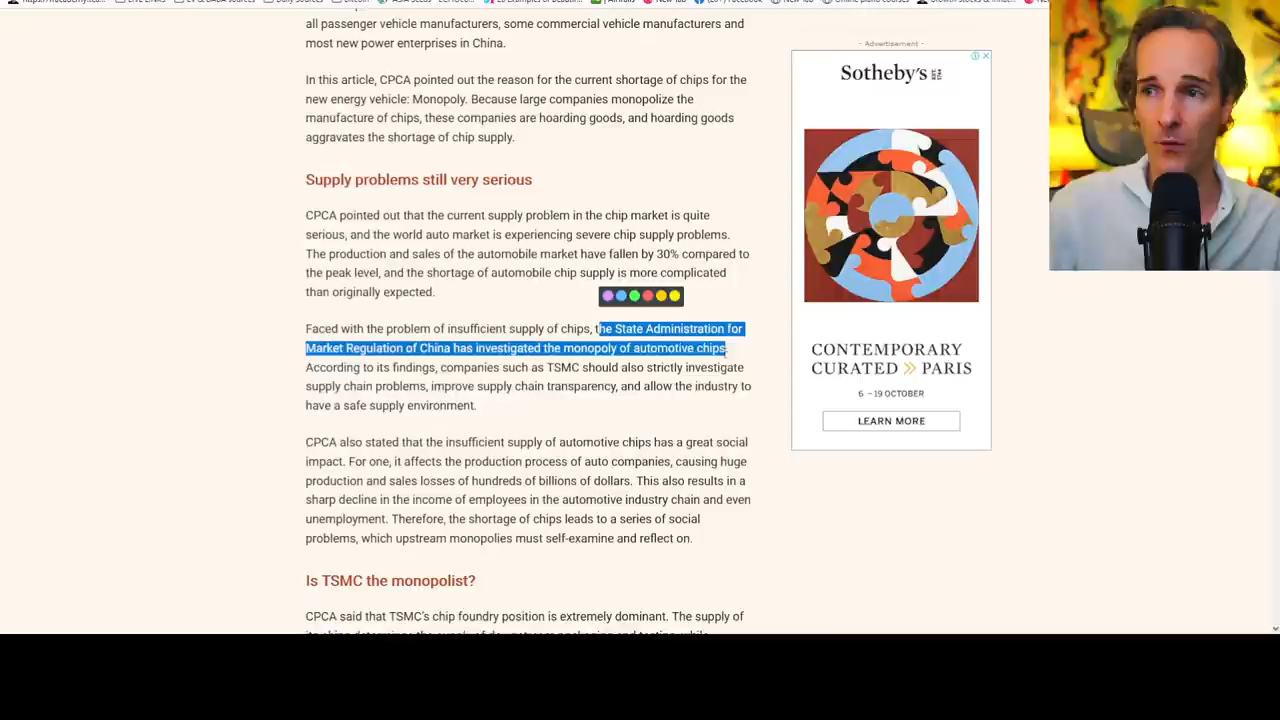 all passenger vehicle manufacturers, some commercial vehicle manufacturers and
most new power enterprises in China.
In this article, CPCA pointed out the reason for the current shortage of chips for the
new energy vehicle: Monopoly. Because large companies monopolize the
manufacture of chips, these companies are hoarding goods, and hoarding goods
aggravates the shortage of chip supply.
Supply problems still very serious
CPCA pointed out that the current supply problem in the chip market is quite
serious, and the world auto market is experiencing severe chip supply problems.
The production and sales of the automobile market have fallen by 30% compared to
the peak level, and the shortage of automobile chip supply is more complicated
than originally expected.
Faced with the problem of insufficient supply of chips, the State Administration for
Market Regulation of China has investigated the monopoly of automotive chips.
According to its findings, companies such as TSMC should also strictly investigate
supply chain problems, improve supply chain transparency, and allow the industry to
have a safe supply environment.
CPCA also stated that the insufficient supply of automotive chips has a great social
impact. For one, it affects the production process of auto companies, causing huge
production and sales losses of hundreds of billions of dollars. This also results in a
sharp decline in the income of employees in the automotive industry chain and even
unemployment. Therefore, the shortage of chips leads to a series of social
problems, which upstream monopolies must self-examine and reflect on.
Is TSMC the monopolist?
CPCA said that TSMC's chip foundry position is extremely dominant. The supply of
- Advertisement -
Sotheby's EST. 1744
CONTEMPORARY
CURATED >> PARIS
6 – 19 OCTOBER
LEARN MORE